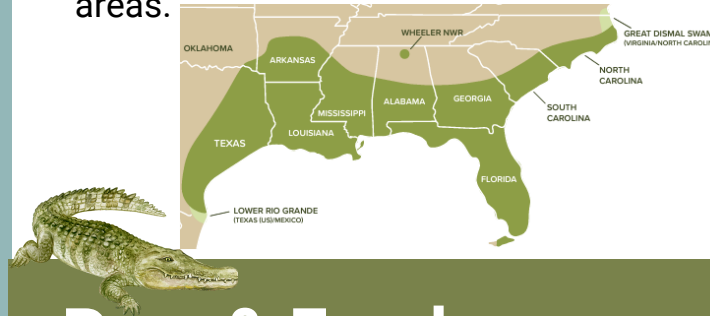 areas.
WHEELER NWR
GREAT DISMAL SWAM
(VIRGINIA/NORTH CAROLIN
OKLAHOMA
ARKANSAS
NORTH
CAROLINA
MISSISSIPPI
ALABAMA
GEORGIA
SOUTH
CAROLINA
LOUISIANA
TEXAS
FLORIDA
LOWER RIO GRANDE
(TEXAS (US)/MEXICO)